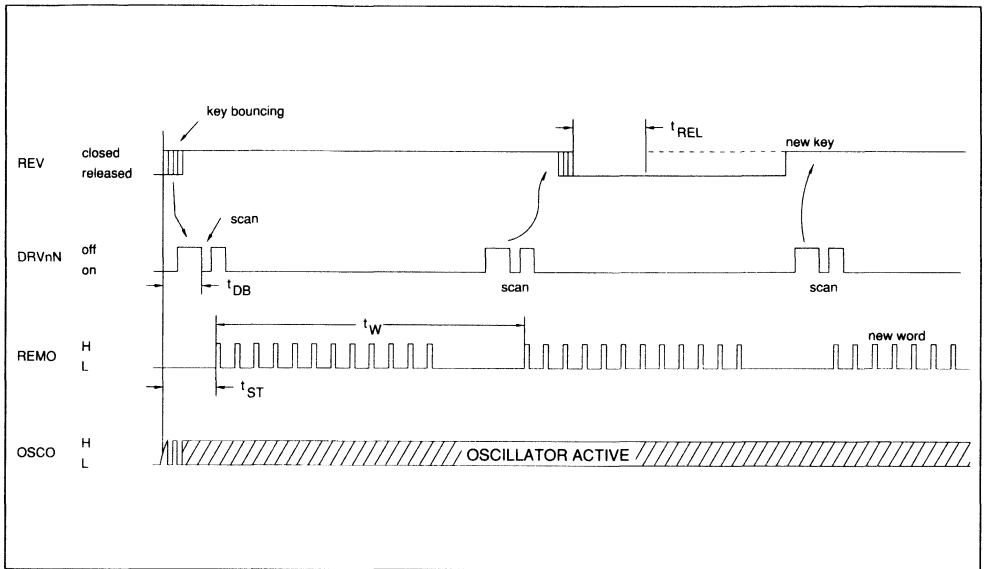 key bouncing
t REL
closed
new key
REV
released
scan
off
DRVnN
on
scan
scan
t DB
t W
H
new word
REMO
L
t ST
H
OSCO
OSCILLATOR ACTIVE
L